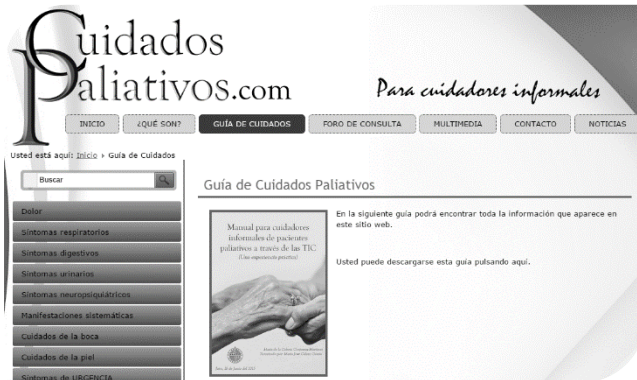 Cuidados
Paliativos.com
Para cuidadores informales
INICIO
¿QUÉ SON?
GUÍA DE CUIDADOS
FORO DE CONSULTA
MULTIMEDIA
CONTACTO
NOTICIAS
Usted está aquí: Inicio › Guía de Cuidados
Buscar
Dolor
Síntomas respiratorios
Síntomas digestivos
Síntomas urinarios
Síntomas neuropsiquiátricos
Manifestaciones sistemáticas
Cuidados de la boca
Cuidados de la piel
Síntomas de URGENCIA
Guía de Cuidados Paliativos
Manual para cuidadores
informales de pacientes
paliativos a través de las TIC
(Una experiencia práctica)
En la siguiente guía podrá encontrar toda la información que aparece en
este sitio web.
Usted puede descargarse esta guía pulsando aquí.